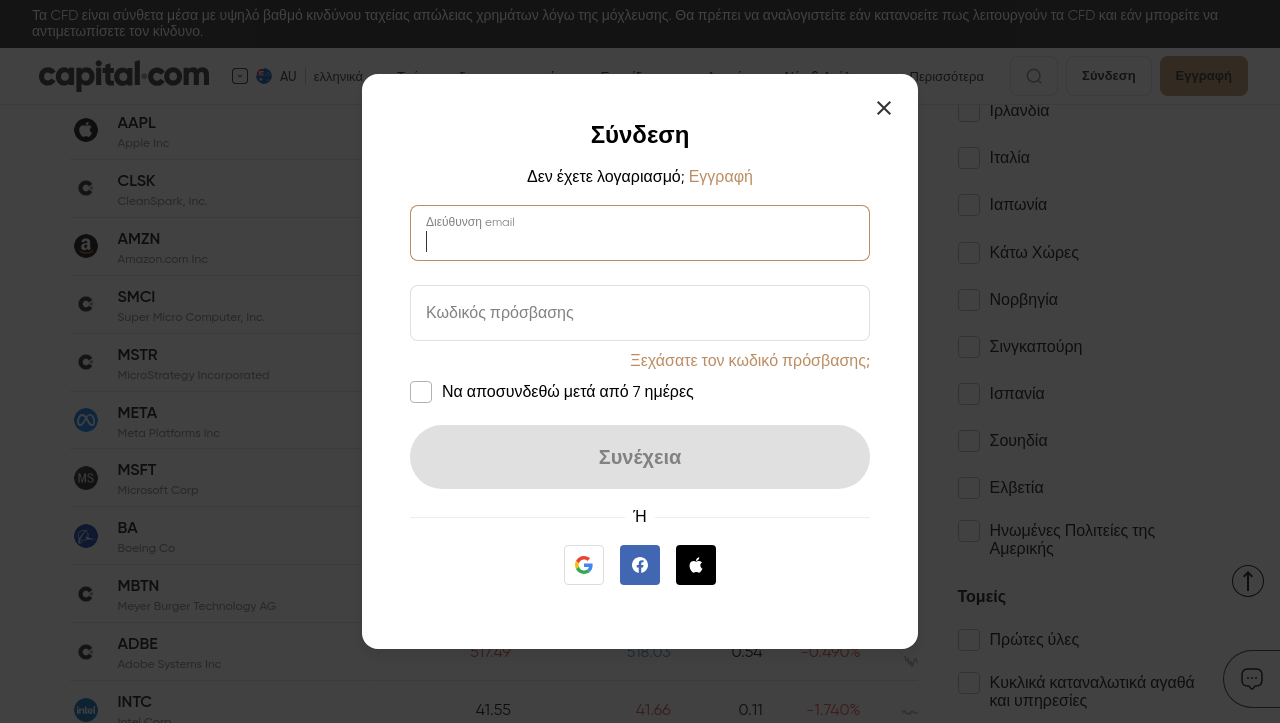 Τα CFD είναι σύνθετα μέσα με υψηλό βαθμό κινδύνου ταχείας απώλειας χρημάτων λόγω της μόχλευσης. Θα πρέπει να αναλογιστείτε εάν κατανοείτε πως λειτουργούν τα CFD και εάν μπορείτε να
αντιμετωπίσετε τον κίνδυνο.
capital.com
AU
ελληνικά
Περισσότερα
Σύνδεση
Εγγραφή
AAPL
Apple Inc
CLSK
CleanSpark, Inc.
AMZN
Amazon.com Inc
SMCI
Super Micro Computer, Inc.
MSTR
MicroStrategy Incorporated
META
Meta Platforms Inc
MSFT
Microsoft Corp
BA
Boeing Co
MBTN
Meyer Burger Technology AG
ADBE
Adobe Systems Inc
517.49
518.03
0.54
-0.490%
INTC
Intel Corp
41.55
41.66
0.11
-1.740%
Σύνδεση
Δεν έχετε λογαριασμό; Εγγραφή
Διεύθυνση email
Κωδικός πρόσβασης
Ξεχάσατε τον κωδικό πρόσβασης;
Να αποσυνδεθώ μετά από 7 ημέρες
Συνέχεια
Ή
Ιρλανδία
Ιταλία
Ιαπωνία
Κάτω Χώρες
Νορβηγία
Σινγκαπούρη
Ισπανία
Σουηδία
Ελβετία
Ηνωμένες Πολιτείες της
Αμερικής
Τομείς
Πρώτες ύλες
Κυκλικά καταναλωτικά αγαθά
και υπηρεσίες